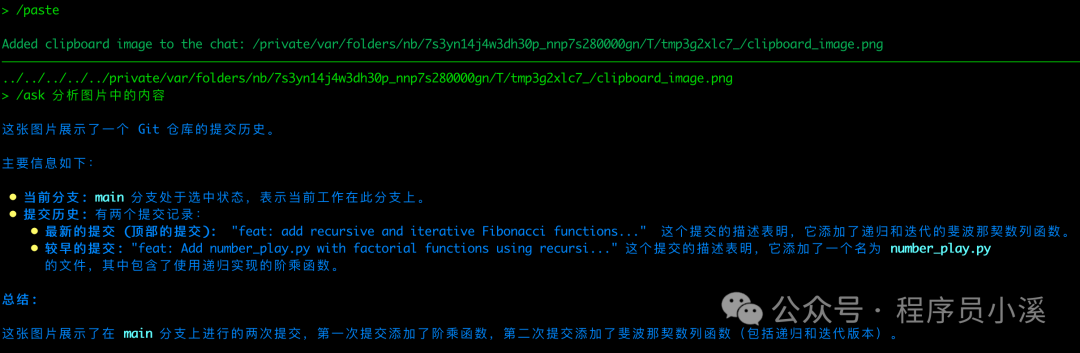 > /paste
Added clipboard image to the chat: /private/var/folders/nb/7s3yn14j4w3dh30p_nnp7s280000gn/T/tmp3g2xlc7_/clipboard_image.png
../../../../../private/var/folders/nb/7s3yn14j4w3dh30p_nnp7s280000gn/T/tmp3g2xlc7_/clipboard_image.png
> /ask 分析图片中的内容
这张图片展示了一个 Git 仓库的提交历史。
主要信息如下：
• 当前分支: main 分支处于选中状态，表示当前工作在此分支上。
• 提交历史: 有两个提交记录：
• 最新的提交 (顶部的提交): "feat: add recursive and iterative Fibonacci functions..." 这个提交的描述表明，它添加了递归和迭代的斐波那契数列函数。
• 较早的提交: "feat: Add number_play.py with factorial functions using recursi..." 这个提交的描述表明，它添加了一个名为 number_play.py
的文件，其中包含了使用递归实现的阶乘函数。
总结:
这张图片展示了在 main 分支上进行的两次提交，第一次提交添加了阶乘函数，第二次提交添加了斐波那契数列函数（包括递归和迭代版本）。
公众号 · 程序员小溪